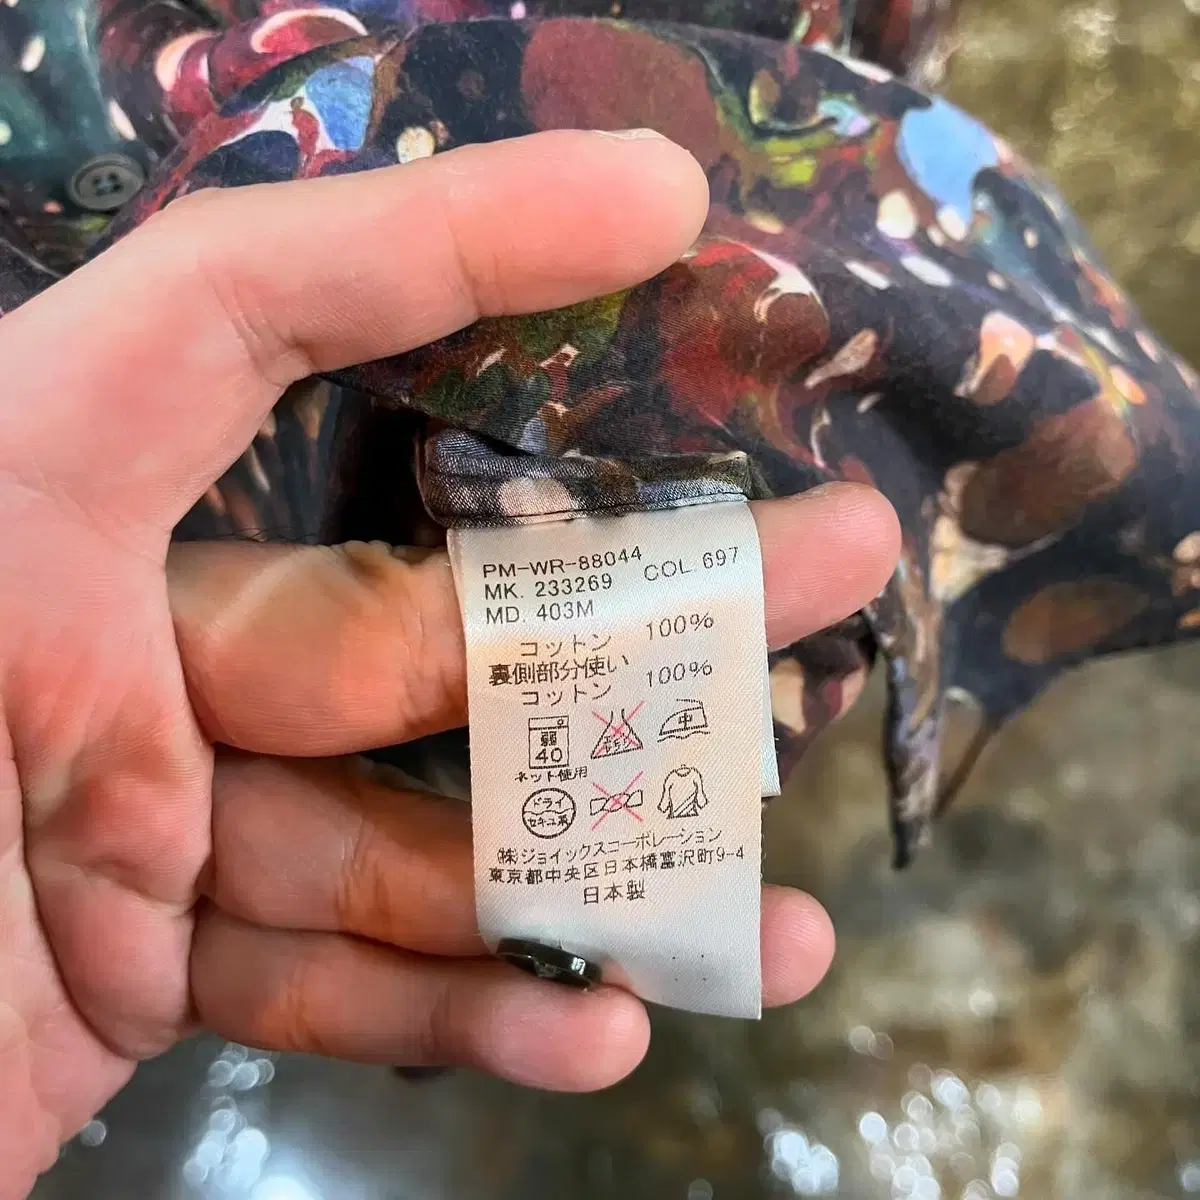 PM-WR-88044
MK. 233269 COL. 697
MD. 403M
コットン 100%
裏側部分使い
コットン 100%
弱
40
中
ネット使用
ドライ
セキユ系
㈱ジョイックスコーポレーション
東京都中央区日本橋富沢町9-4
日本製